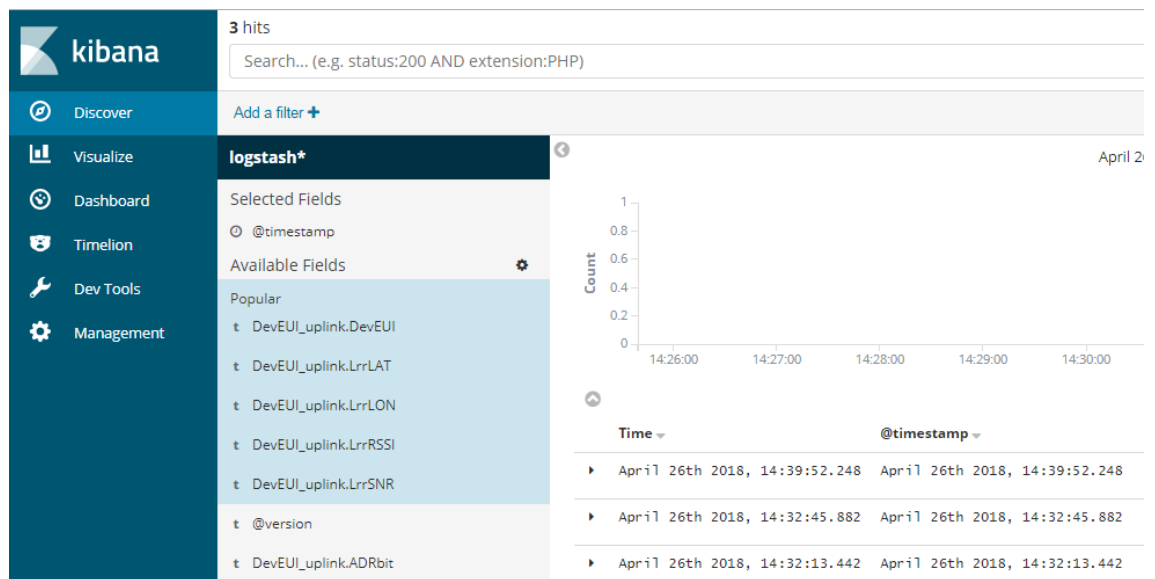 kibana
Discover
Visualize
Dashboard
Timelion
Dev Tools
Management
3 hits
Search... (e.g. status:200 AND extension:PHP)
Add a filter +
logstash*
Selected Fields
@timestamp
Available Fields
Popular
t DevEUI_uplink.DevEUI
t DevEUI_uplink.LrrLAT
t DevEUI_uplink.LrrLON
t DevEUI_uplink.LrrRSSI
t DevEUI_uplink.LrrSNR
t @version
t DevEUI_uplink.ADRbit
April 2
Count
1
0.8
0.6
0.4
0.2
0
14:26:00 14:27:00 14:28:00 14:29:00 14:30:00
Time @timestamp
April 26th 2018, 14:39:52.248 April 26th 2018, 14:39:52.248
April 26th 2018, 14:32:45.882 April 26th 2018, 14:32:45.882
April 26th 2018, 14:32:13.442 April 26th 2018, 14:32:13.442